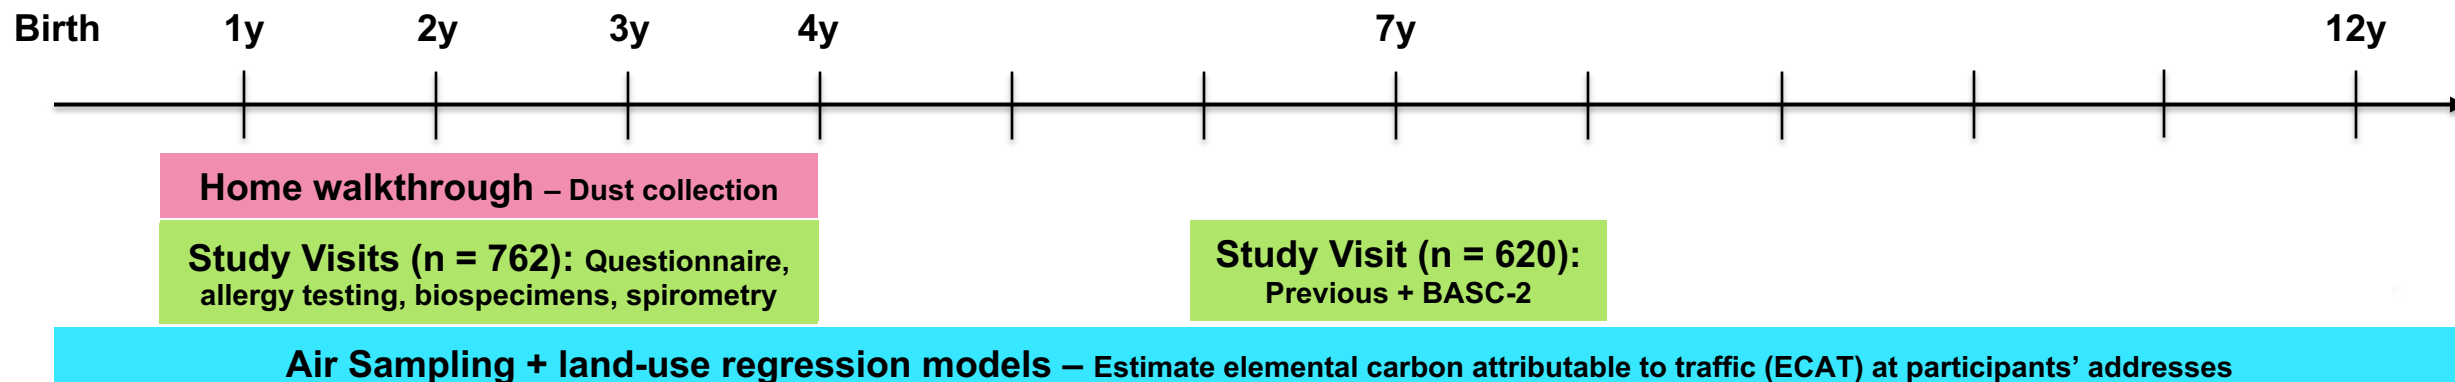 Birth 1y 2y 3y 4y 7y 12y
Home walkthrough – Dust collection
Study Visits (n = 762): Questionnaire,
allergy testing, biospecimens, spirometry
Study Visit (n = 620):
Previous + BASC-2
Air Sampling + land-use regression models – Estimate elemental carbon attributable to traffic (ECAT) at participants’ addresses